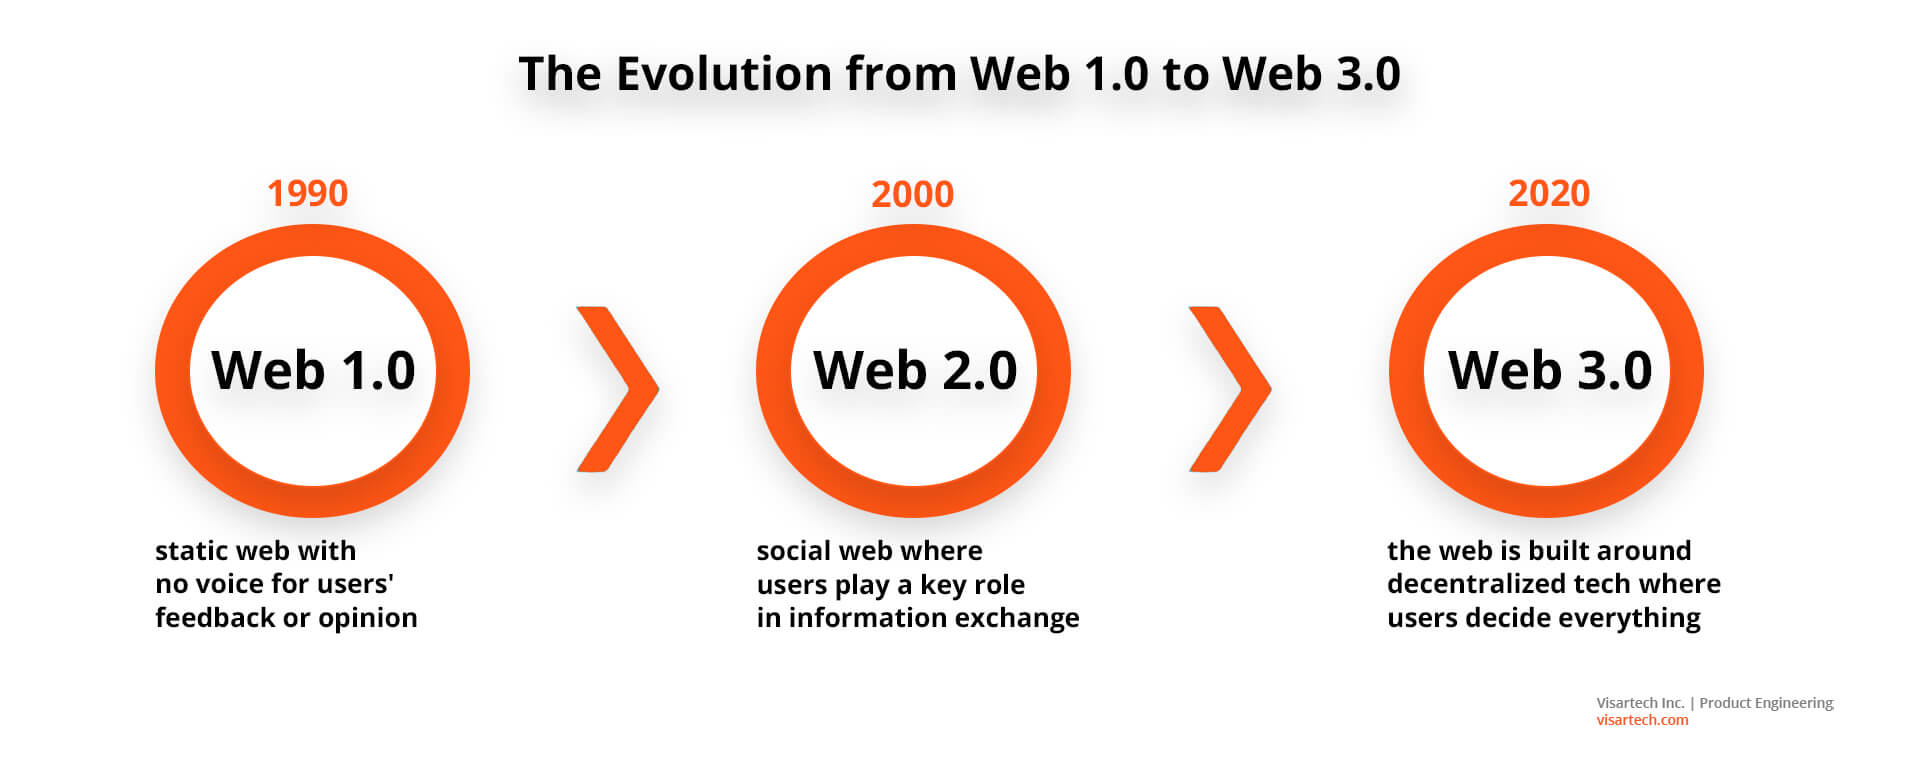 The Evolution from Web 1.0 to Web 3.0
1990
Web 1.0
static web with
no voice for users'
feedback or opinion
2000
Web 2.0
social web where
users play a key role
in information exchange
2020
Web 3.0
the web is built around
decentralized tech where
users decide everything
Visartech Inc. | Product Engineering
visartech.com